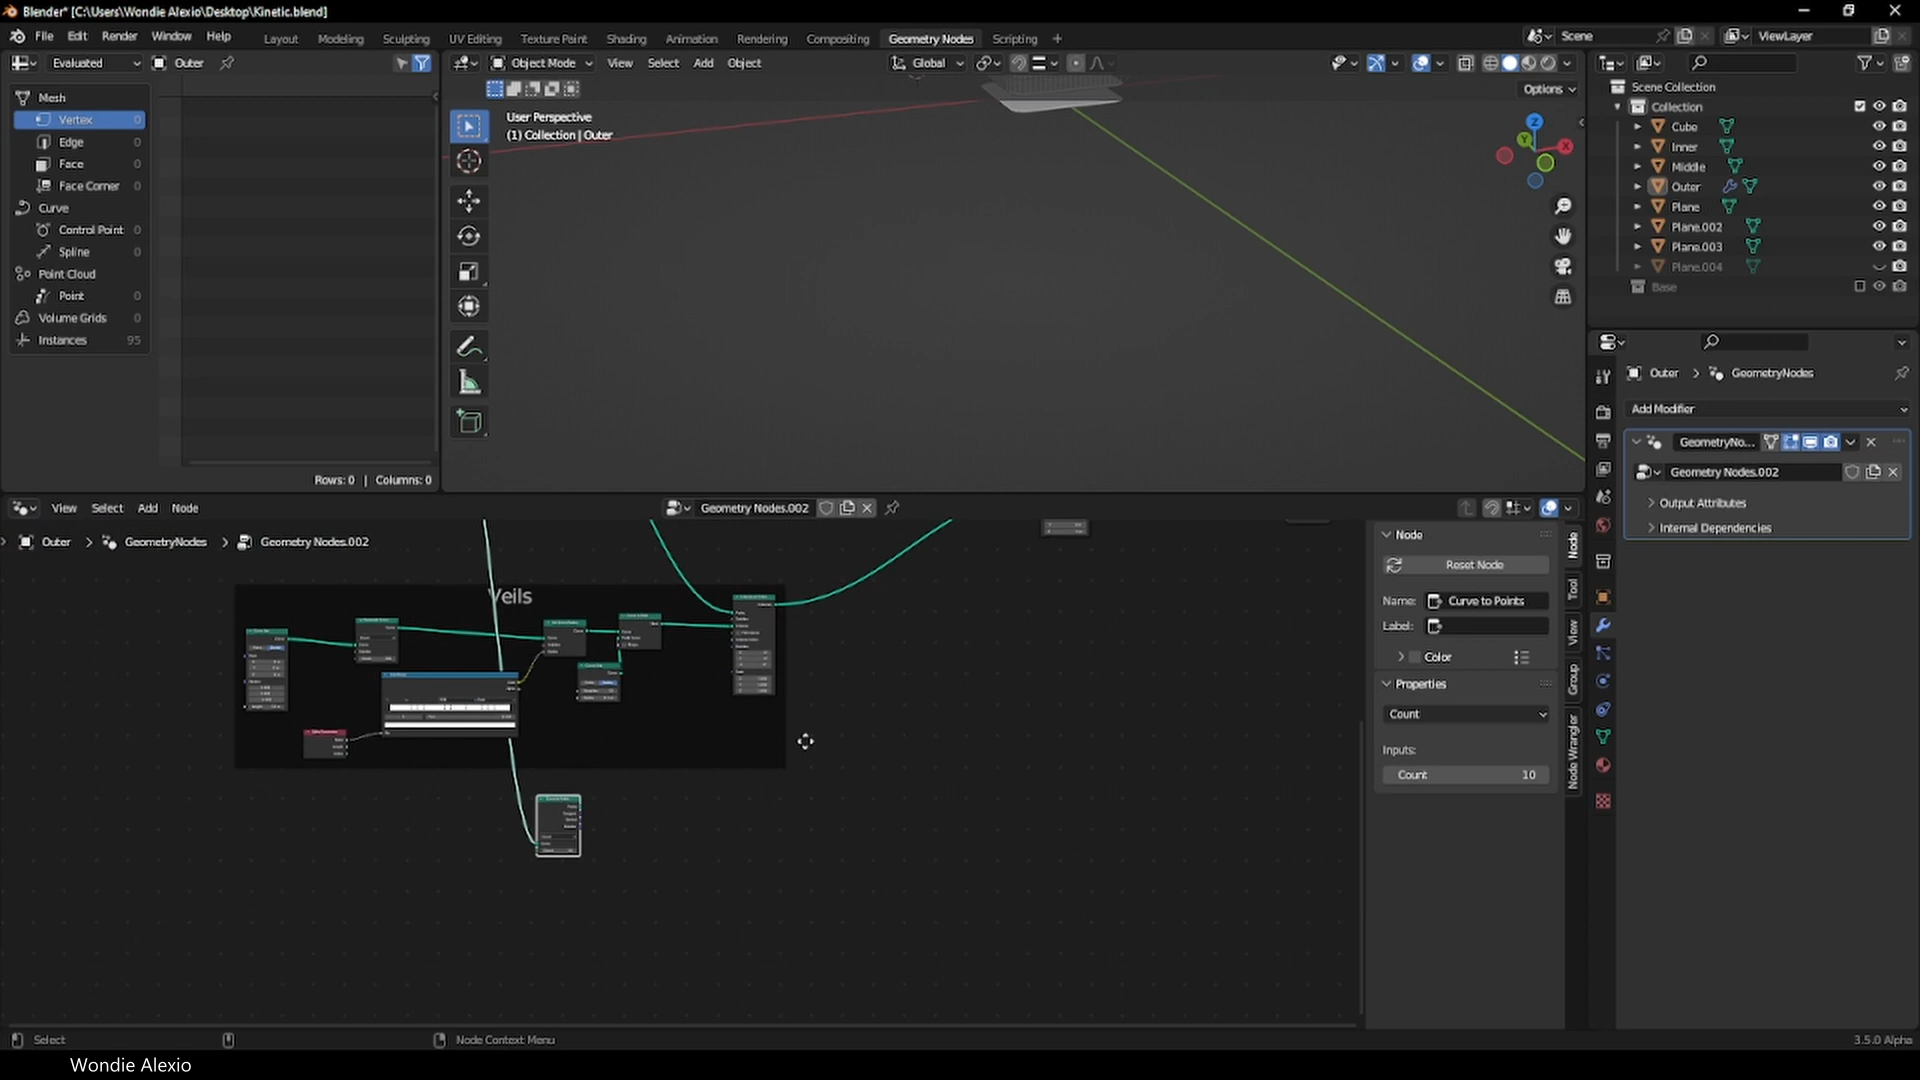 Blender* [C:\Users\Wondie Alexio\Desktop\Kinetic.blend]
File Edit Render Window Help
Layout Modeling Sculpting UV Editing Texture Paint Shading Animation Rendering Compositing Geometry Nodes Scripting +
Scene ViewLayer
Evaluated Outer
Object Mode View Select Add Object Global
Options
Mesh
Vertex 0
Edge 0
Face 0
Face Corner 0
Curve
Control Point 0
Spline 0
Point Cloud
Point 0
Volume Grids 0
Instances 95
Rows: 0 | Columns: 0
User Perspective
(1) Collection | Outer
Z
Y
X
Scene Collection
Collection
Cube
Inner
Middle
Outer
Plane
Plane.002
Plane.003
Plane.004
Base
Outer > GeometryNodes
Add Modifier
GeometryNo...
Geometry Nodes.002
Output Attributes
Internal Dependencies
View Select Add Node
Geometry Nodes.002
Outer > GeometryNodes > Geometry Nodes.002
Veils
Node
Reset Node
Name: Curve to Points
Label:
Color
Properties
Count
Inputs:
Count 10
Node
Tool
View
Group
Node Wrangler
Select
Node Context Menu
3.5.0 Alpha
Wondie Alexio